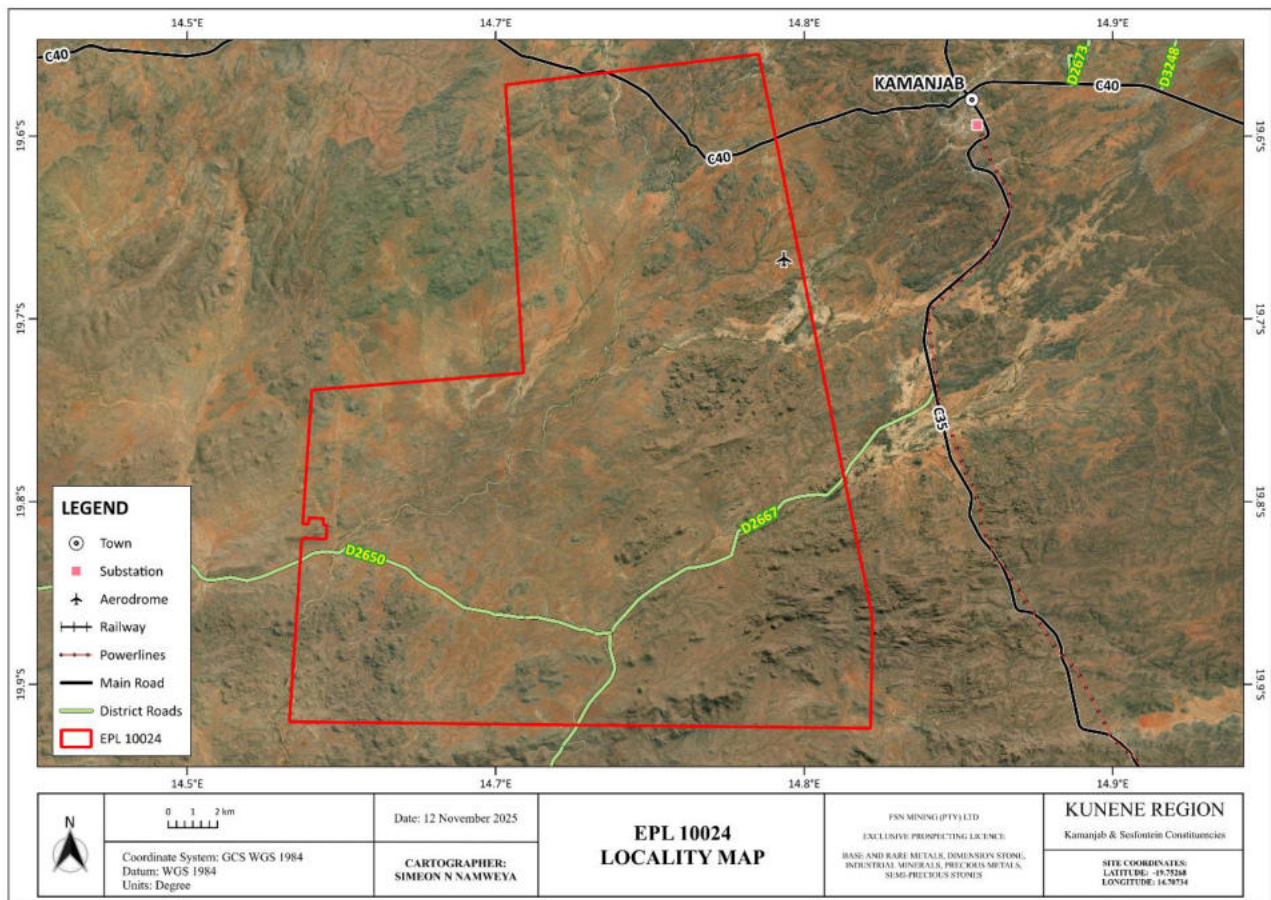 14.5°E
14.7°E
14.8°E
14.9°E
C40
KAMANJAB
D2673
D3248
C40
C40
19.6°S
19.6°S
19.7°S
19.7°S
C35
19.8°S
19.8°S
D2667
D2650
19.9°S
19.9°S
LEGEND
Town
Substation
Aerodrome
Railway
Powerlines
Main Road
District Roads
EPL 10024
14.5°E
14.7°E
14.8°E
14.9°E
N
0 1 2 km
Coordinate System: GCS WGS 1984
Datum: WGS 1984
Units: Degree
Date: 12 November 2025
CARTOGRAPHER:
SIMEON N NAMWEYA
EPL 10024
LOCALITY MAP
FSN MINING (PTY) LTD
EXCLUSIVE PROSPECTING LICENCE
BASE AND RARE METALS, DIMENSION STONE,
INDUSTRIAL MINERALS, PRECIOUS METALS,
SEMI-PRECIOUS STONES
KUNENE REGION
Kamanjab & Sesfontein Constituencies
SITE COORDINATES:
LATITUDE: -19.75268
LONGITUDE: 14.70734